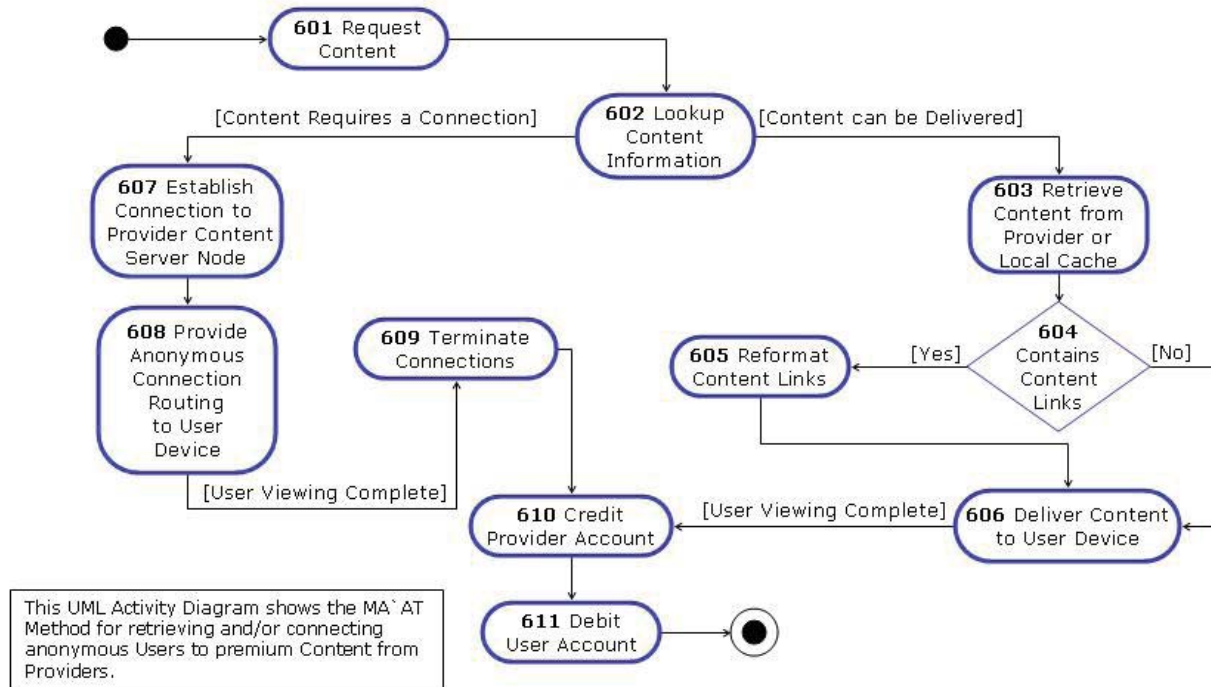 601 Request
Content
602 Lookup
Content
Information
[Content Requires a Connection]
[Content can be Delivered]
607 Establish
Connection to
Provider Content
Server Node
603 Retrieve
Content from
Provider or
Local Cache
608 Provide
Anonymous
Connection
Routing
to User
Device
609 Terminate
Connections
605 Reformat
Content Links
[Yes]
604
Contains
Content
Links
[No]
[User Viewing Complete]
610 Credit
Provider Account
[User Viewing Complete]
606 Deliver Content
to User Device
611 Debit
User Account
This UML Activity Diagram shows the MA`AT
Method for retrieving and/or connecting
anonymous Users to premium Content from
Providers.